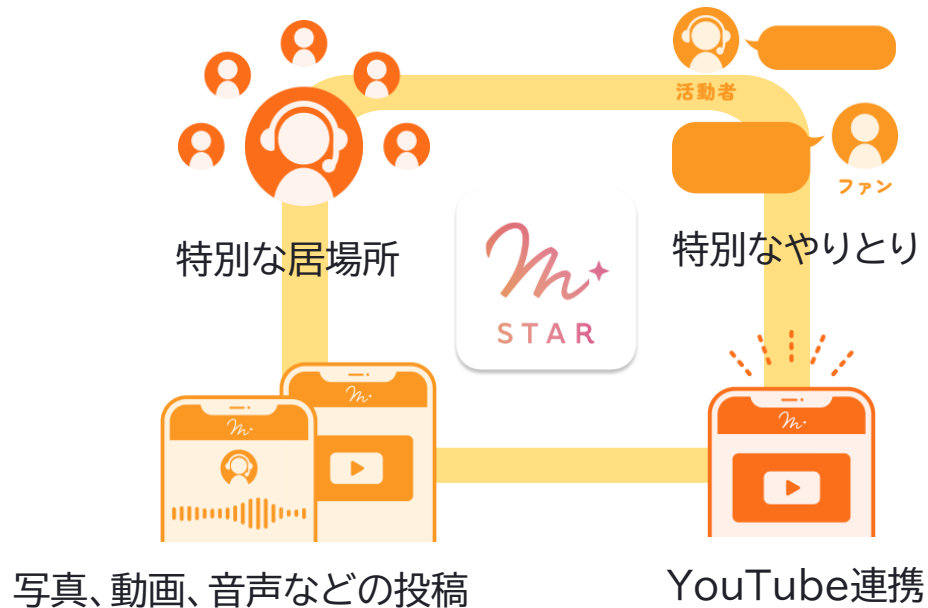 活動者
ファン
特別な居場所
特別なやりとり
m
STAR
m
m
m
写真、動画、音声などの投稿
YouTube連携